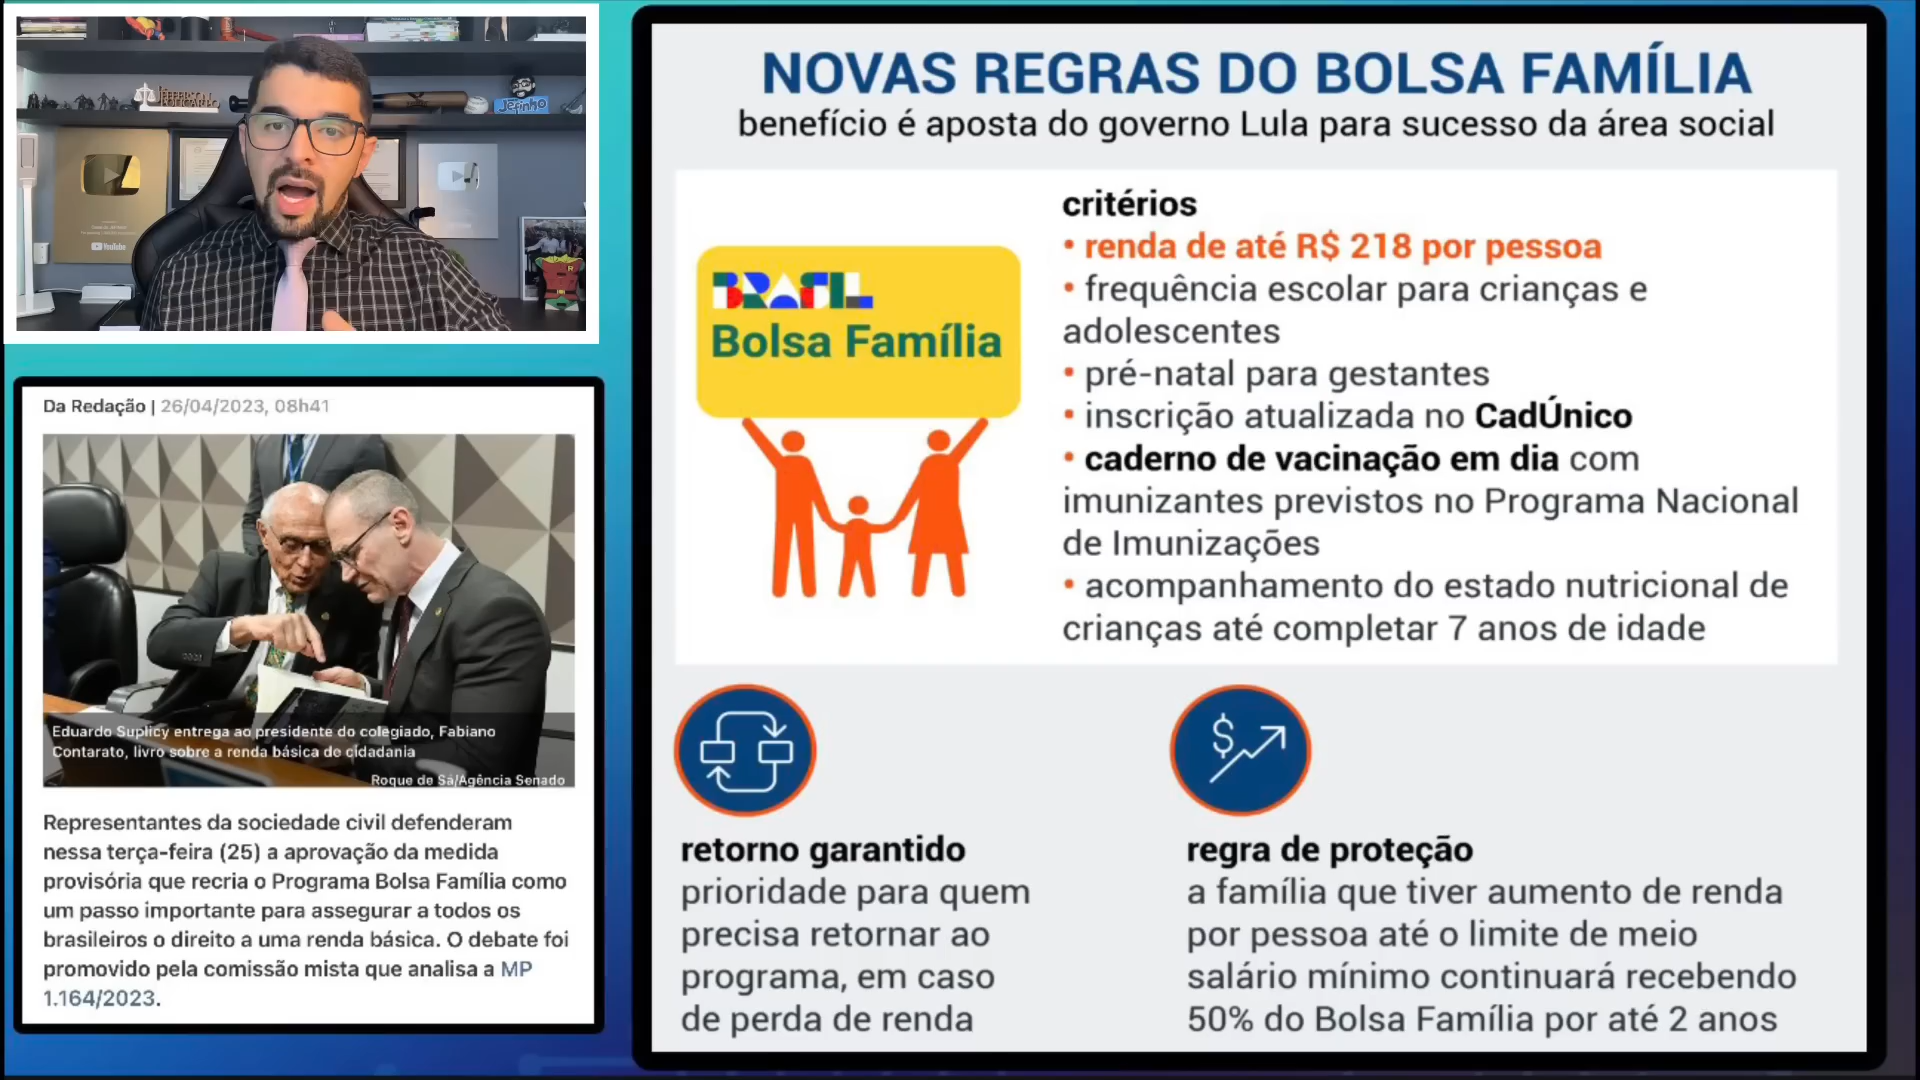 JEFFERSON
Jefinho
YouTube
Da Redação | 26/04/2023, 08h41
Eduardo Suplicy entrega ao presidente do colegiado, Fabiano
Contarato, livro sobre a renda básica de cidadania
Roque de Sá/Agência Senado
Representantes da sociedade civil defenderam
nessa terça-feira (25) a aprovação da medida
provisória que recria o Programa Bolsa Família como
um passo importante para assegurar a todos os
brasileiros o direito a uma renda básica. O debate foi
promovido pela comissão mista que analisa a MP
1.164/2023.
NOVAS REGRAS DO BOLSA FAMÍLIA
benefício é aposta do governo Lula para sucesso da área social
BRASIL
Bolsa Família
critérios
• renda de até R$ 218 por pessoa
• frequência escolar para crianças e
adolescentes
• pré-natal para gestantes
• inscrição atualizada no CadÚnico
• caderno de vacinação em dia com
imunizantes previstos no Programa Nacional
de Imunizações
• acompanhamento do estado nutricional de
crianças até completar 7 anos de idade
retorno garantido
prioridade para quem
precisa retornar ao
programa, em caso
de perda de renda
regra de proteção
a família que tiver aumento de renda
por pessoa até o limite de meio
salário mínimo continuará recebendo
50% do Bolsa Família por até 2 anos